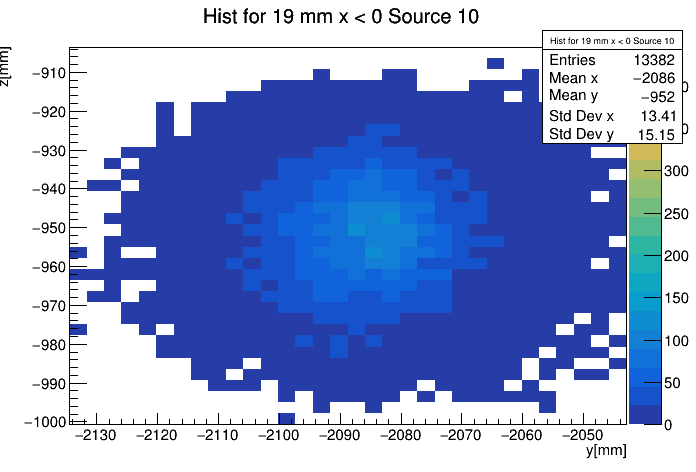 Hist for 19 mm x < 0 Source 10
z[mm]
Hist for 19 mm x < 0 Source 10
Entries 13382
Mean x −2086
Mean y −952
Std Dev x 13.41
Std Dev y 15.15
−910
−920
−930
−940
−950
−960
−970
−980
−990
−1000
−2130 −2120 −2110 −2100 −2090 −2080 −2070 −2060 −2050
y[mm]
300
250
200
150
100
50
0